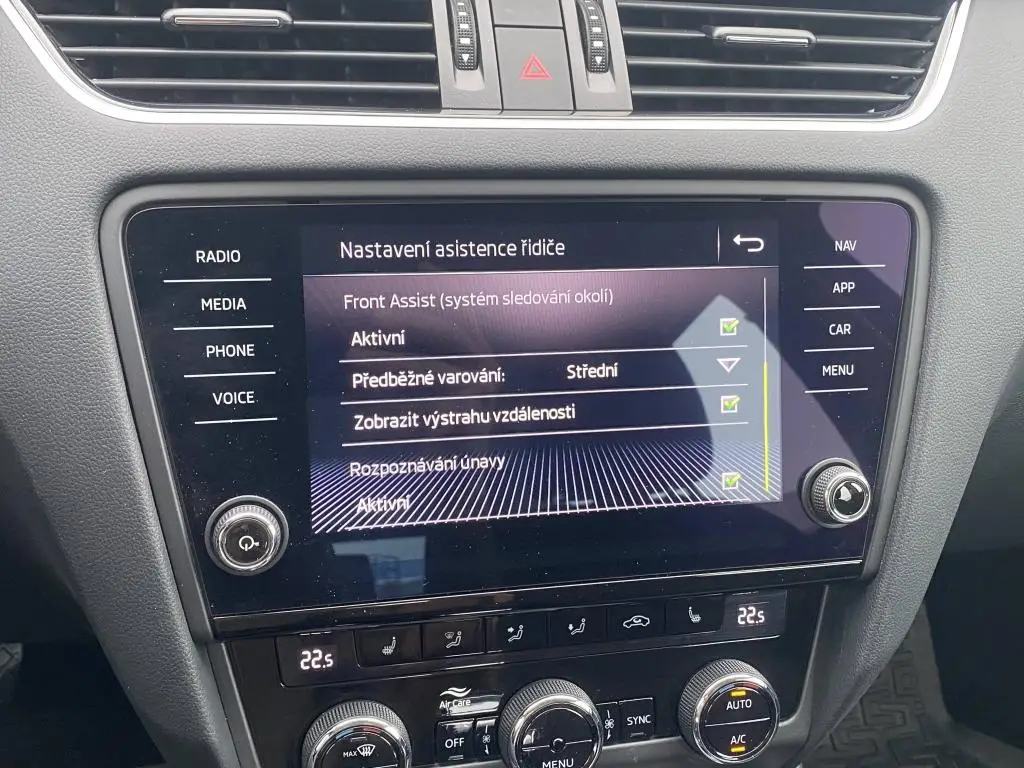 Nastavení asistence řidiče
RADIO
MEDIA
PHONE
VOICE
Front Assist (systém sledování okolí)
Aktivní
Předběžné varování: Střední
Zobrazit výstrahu vzdálenosti
Rozpoznávání únavy
Aktivní
NAV
APP
CAR
MENU
22.5
22.5
Air Care
MAX
OFF
MENU
SYNC
AUTO
A/C